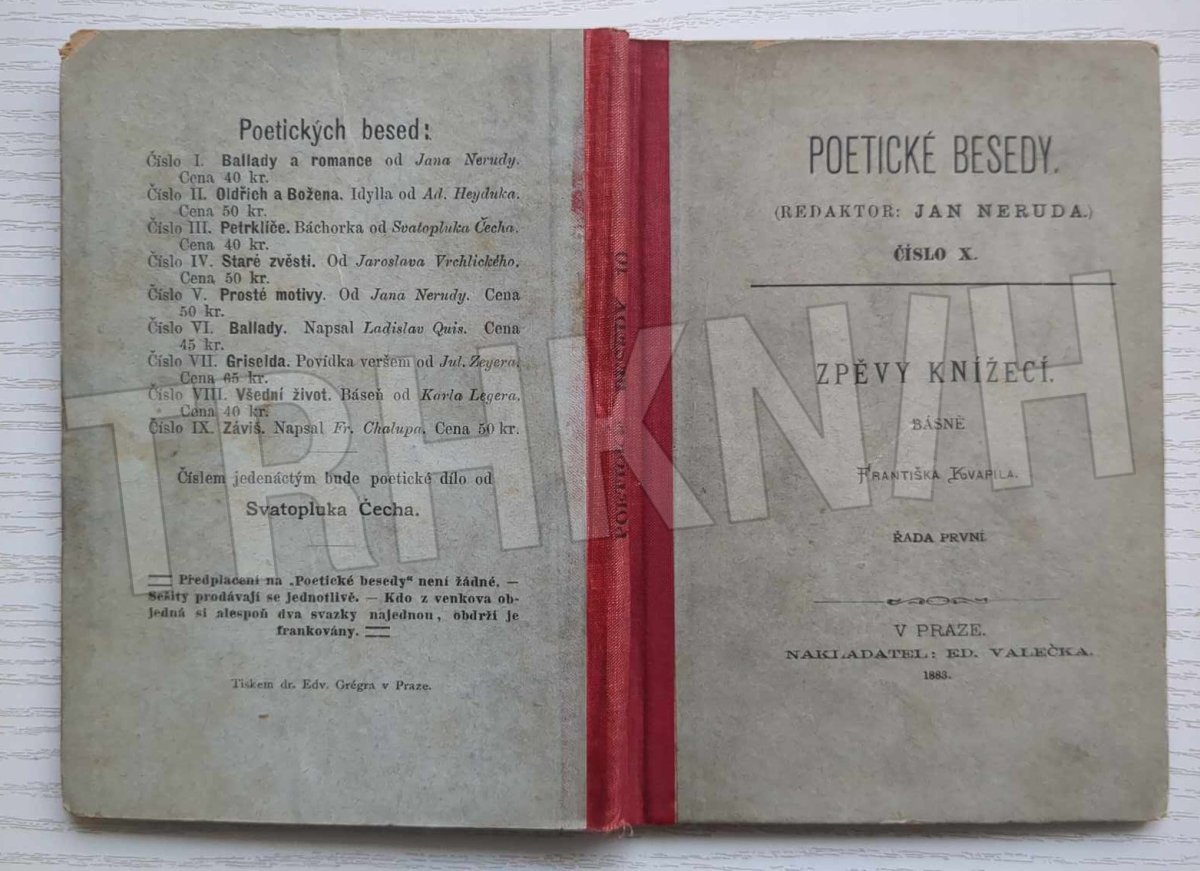 Poetických besed:
Číslo I. Ballady a romance od Jana Nerudy.
Cena 40 kr.
Číslo II. Oldřich a Božena. Idylla od Ad. Heyduka.
Cena 50 kr.
Číslo III. Petrklíče. Báchorka od Svatopluka Čecha.
Cena 40 kr.
Číslo IV. Staré zvěsti. Od Jaroslava Vrchlického.
Cena 50 kr.
Číslo V. Prosté motivy. Od Jana Nerudy. Cena
50 kr.
Číslo VI. Ballady. Napsal Ladislav Quis. Cena
45 kr.
Číslo VII. Griselda. Povídka veršem od Jul. Zeyera.
Cena 65 kr.
Číslo VIII. Všední život. Báseň od Karla Legera.
Cena 40 kr.
Číslo IX. Záviš. Napsal Fr. Chalupa. Cena 50 kr.
Číslem jedenáctým bude poetické dílo od
Svatopluka Čecha.
Předplacení na „Poetické besedy" není žádné. —
Sešity prodávají se jednotlivě. — Kdo z venkova ob-
jedná si alespoň dva svazky najednou, obdrží je
frankovány.
Tiskem dr. Edv. Grégra v Praze.
POETICKÉ BESEDY 10
POETICKÉ BESEDY.
(REDAKTOR: JAN NERUDA.)
ČÍSLO X.
ZPĚVY KNÍŽECÍ.
BÁSNĚ
FRANTIŠKA KVAPILA.
ŘADA PRVNÍ.
V PRAZE.
NAKLADATEL: ED. VALEČKA.
1883.
TRHKNIH